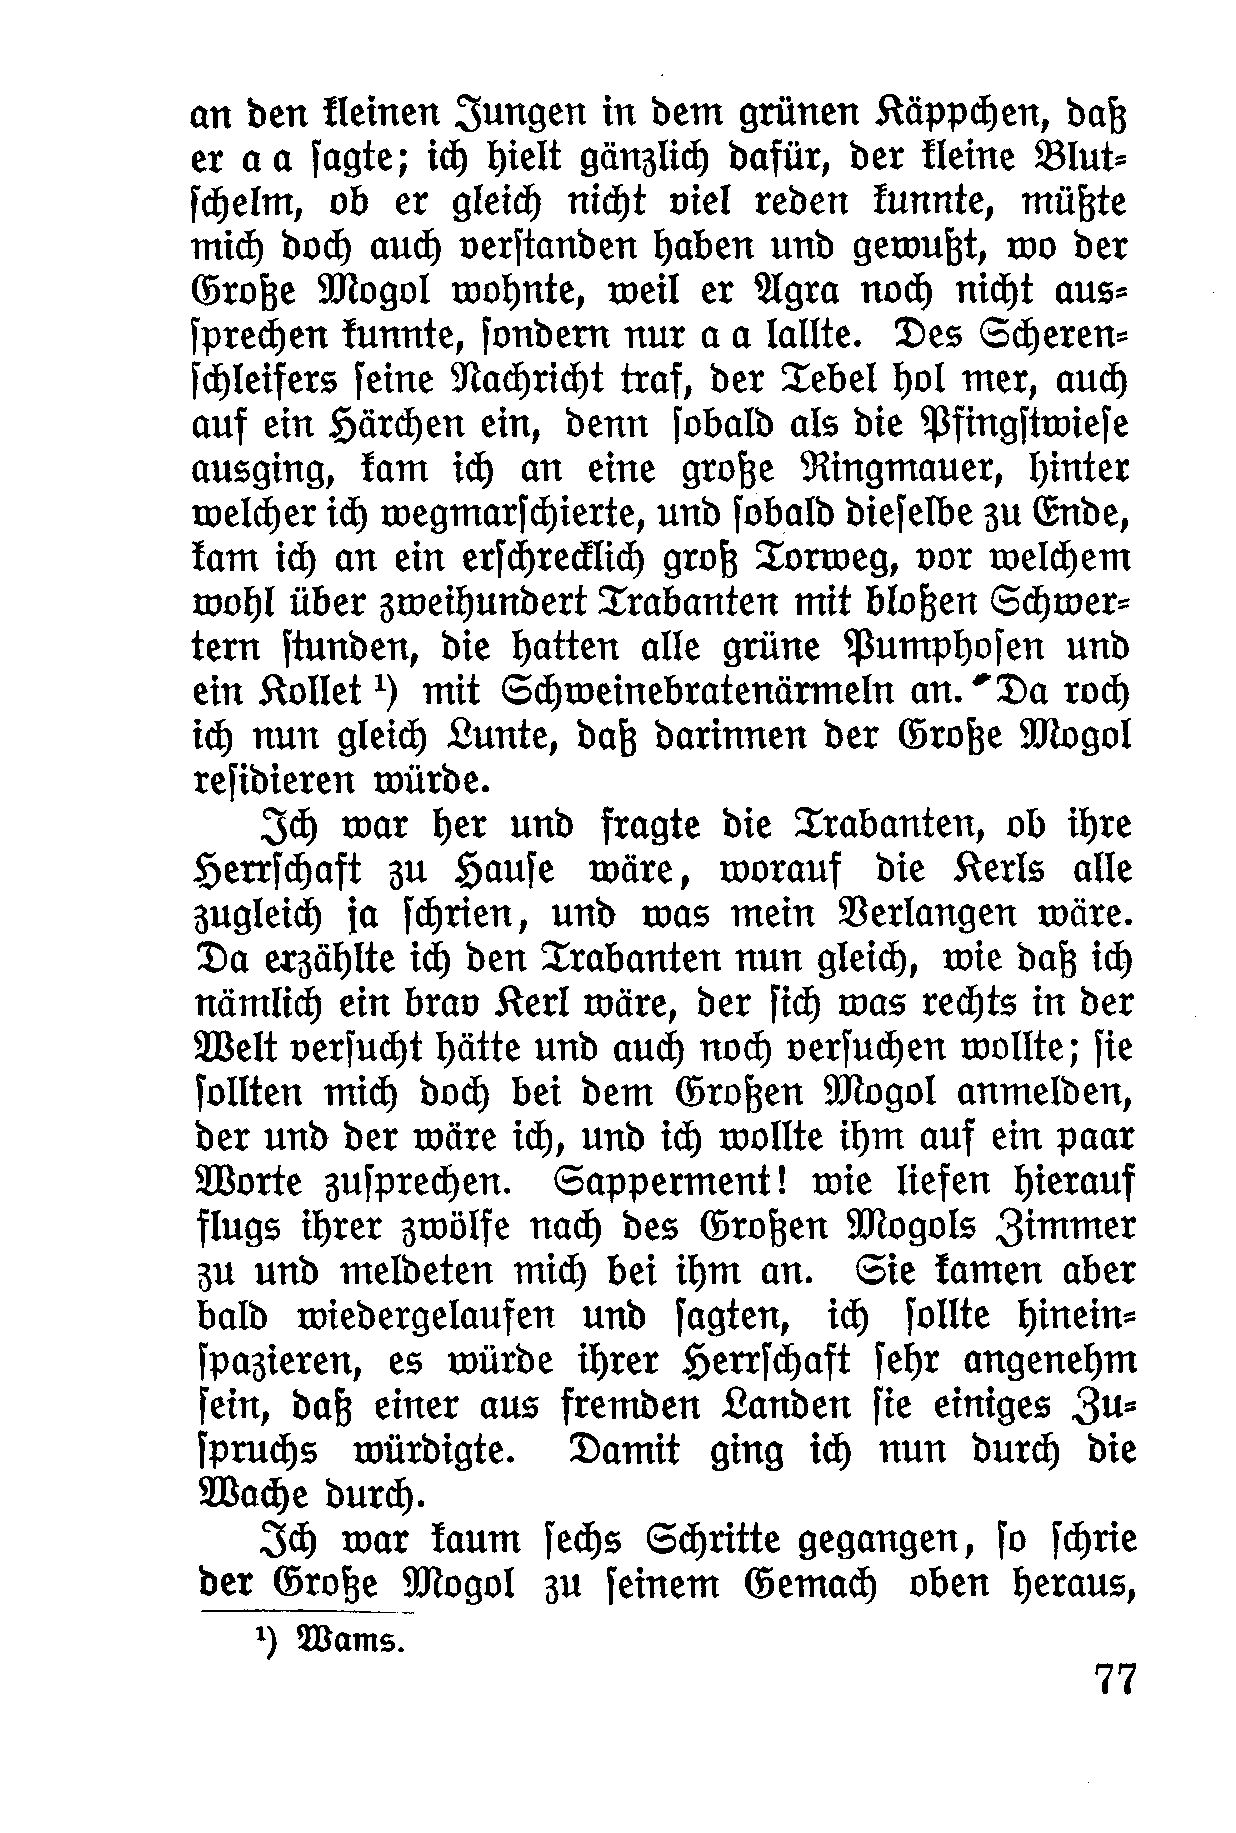 an den kleinen Jungen in dem grünen Käppchen, daß
er a a ſagte; ich hielt gänzlich dafür, der kleine Blut⸗
ſchelm, ob er gleich nicht viel reden kunnte, müßte
mich doch auch verſtanden haben und gewußt, wo der
Große Mogol wohnte, weil er Agra noch nicht aus⸗
ſprechen kunnte, ſondern nur a a lallte. Des Scheren⸗
ſchleifers ſeine Nachricht traf, der Tebel hol mer, auch
auf ein Härchen ein, denn ſobald als die Pfingſtwieſe
ausging, kam ich an eine große Ringmauer, hinter
welcher ich wegmarſchierte, und ſobald dieſelbe zu Ende,
kam ich an ein erſchrecklich groß Torweg, vor welchem
wohl über zweihundert Trabanten mit bloßen Schwer⸗
tern ſtunden, die hatten alle grüne Pumphoſen und
ein Kollet ¹) mit Schweinebratenärmeln an. Da roch
ich nun gleich Lunte, daß darinnen der Große Mogol
reſidieren würde.
Ich war her und fragte die Trabanten, ob ihre
Herrſchaft zu Hauſe wäre, worauf die Kerls alle
zugleich ja ſchrien, und was mein Verlangen wäre.
Da erzählte ich den Trabanten nun gleich, wie daß ich
nämlich ein brav Kerl wäre, der ſich was rechts in der
Welt verſucht hätte und auch noch verſuchen wollte; ſie
ſollten mich doch bei dem Großen Mogol anmelden,
der und der wäre ich, und ich wollte ihm auf ein paar
Worte zuſprechen. Sapperment! wie liefen hierauf
flugs ihrer zwölfe nach des Großen Mogols Zimmer
zu und meldeten mich bei ihm an. Sie kamen aber
bald wiedergelaufen und ſagten, ich ſollte hinein⸗
ſpazieren, es würde ihrer Herrſchaft ſehr angenehm
ſein, daß einer aus fremden Landen ſie einiges Zu⸗
ſpruchs würdigte. Damit ging ich nun durch die
Wache durch.
Ich war kaum ſechs Schritte gegangen, ſo ſchrie
der Große Mogol zu ſeinem Gemach oben heraus,
¹) Wams.
77